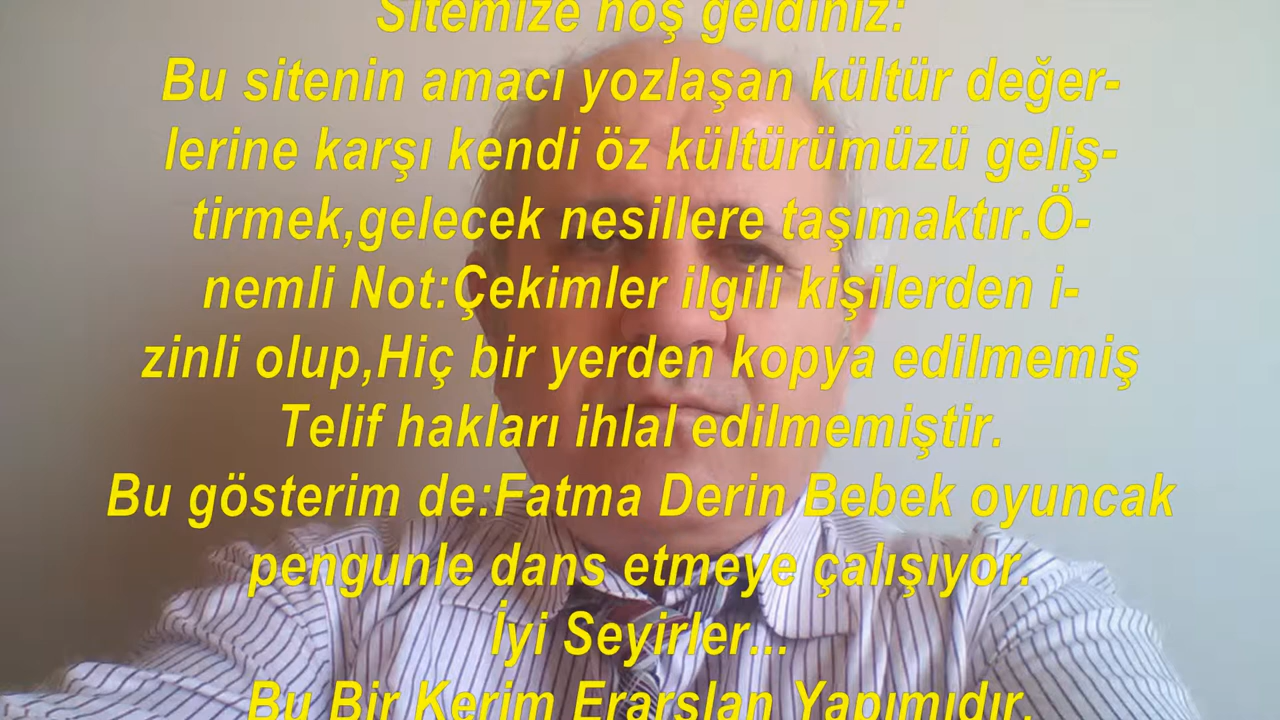 Sitemize hoş geldiniz:
Bu sitenin amacı yozlaşan kültür değer-
lerine karşı kendi öz kültürümüzü geliş-
tirmek,gelecek nesillere taşımaktır.Ö-
nemli Not:Çekimler ilgili kişilerden i-
zinli olup,Hiç bir yerden kopya edilmemiş
Telif hakları ihlal edilmemiştir.
Bu gösterim de:Fatma Derin Bebek oyuncak
pengunle dans etmeye çalışıyor.
İyi Seyirler...
Bu Bir Kerim Erarslan Yapımıdır.